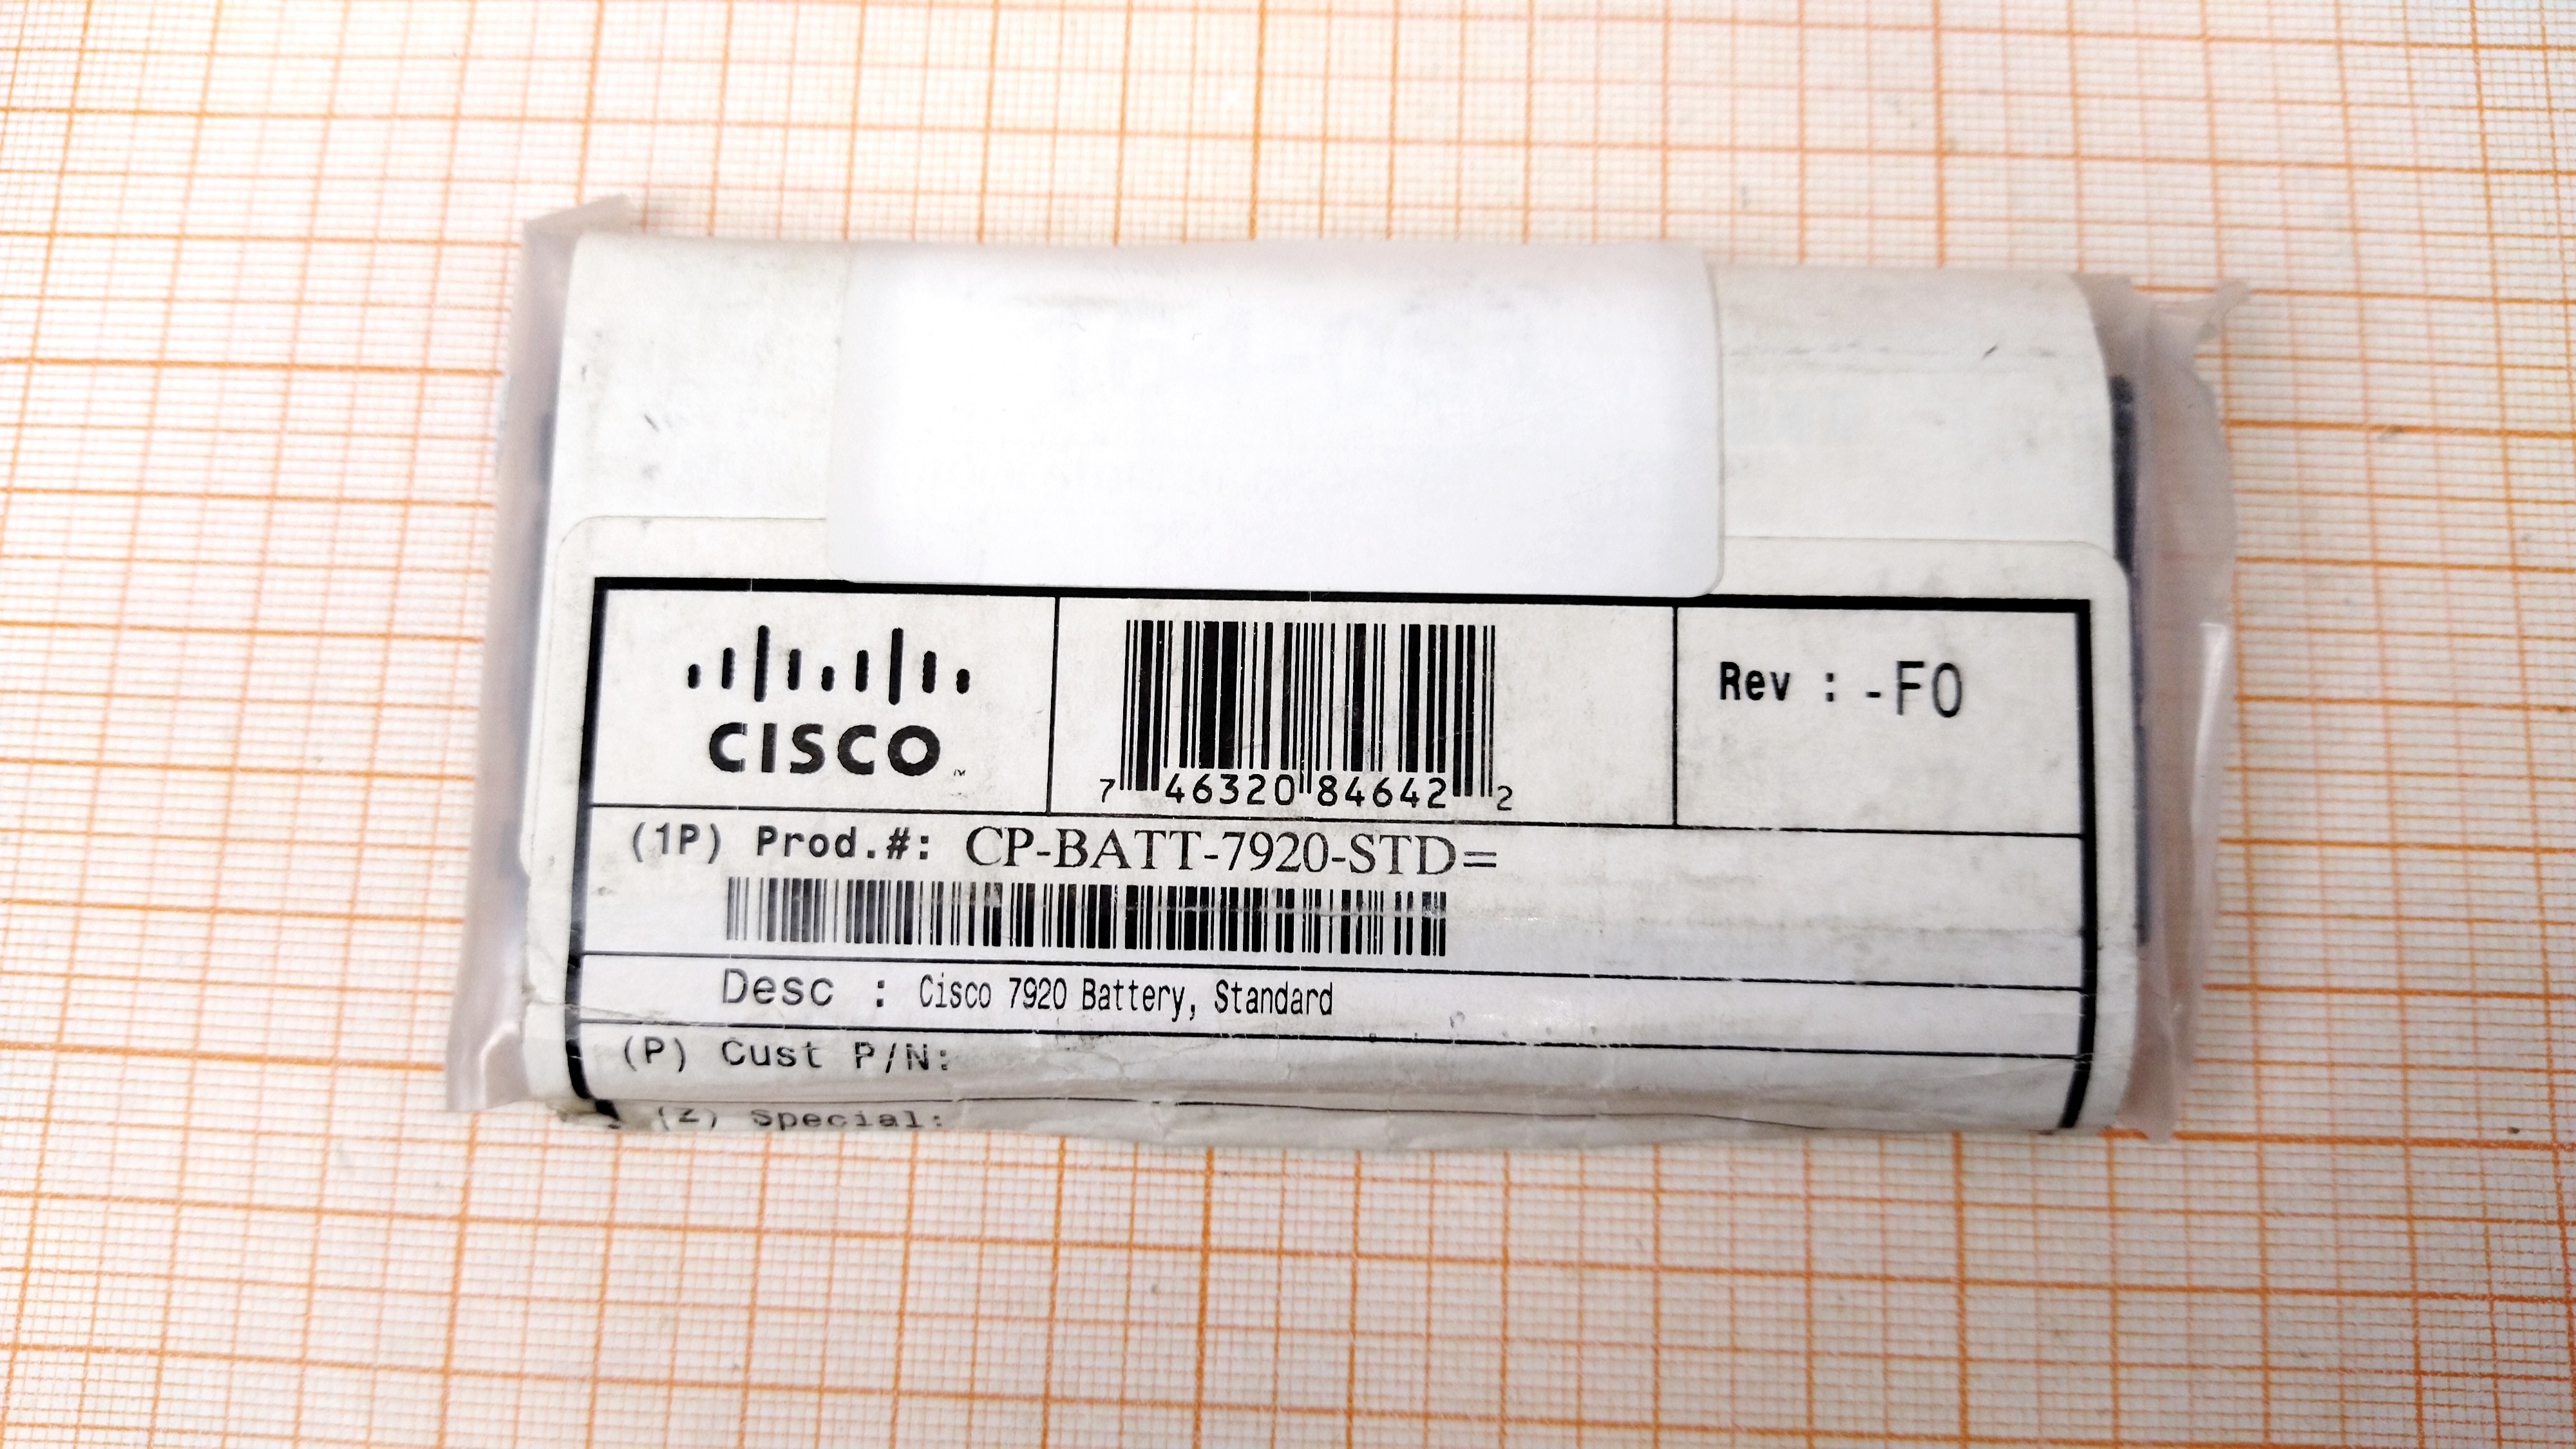 CISCO™
7 46320 84642 2
Rev : -F0
(1P) Prod.#: CP-BATT-7920-STD=
Desc : Cisco 7920 Battery, Standard
(P) Cust P/N:
(Z) Special: